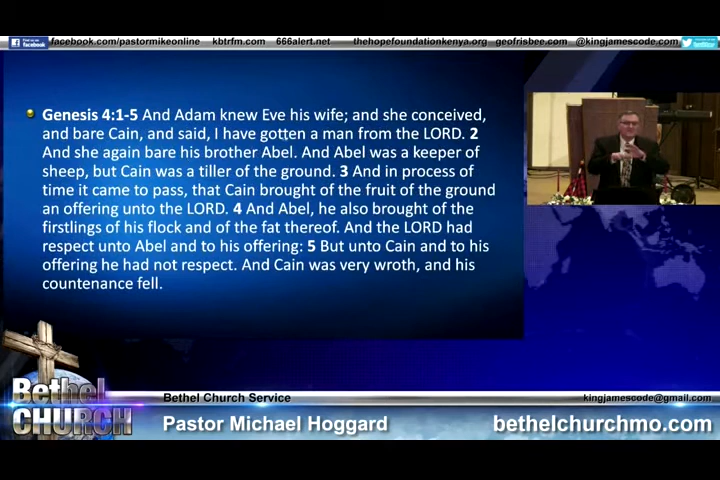 Find us on facebook facebook.com/pastormikeonline kbtrfm.com 666alert.net thehopefoundationkenya.org geofrisbee.com @kingjamescode.com twitter
Genesis 4:1-5 And Adam knew Eve his wife; and she conceived,
and bare Cain, and said, I have gotten a man from the LORD. 2
And she again bare his brother Abel. And Abel was a keeper of
sheep, but Cain was a tiller of the ground. 3 And in process of
time it came to pass, that Cain brought of the fruit of the ground
an offering unto the LORD. 4 And Abel, he also brought of the
firstlings of his flock and of the fat thereof. And the LORD had
respect unto Abel and to his offering: 5 But unto Cain and to his
offering he had not respect. And Cain was very wroth, and his
countenance fell.
Bethel
CHURCH
Bethel Church Service kingjamescode@gmail.com
Pastor Michael Hoggard bethelchurchmo.com